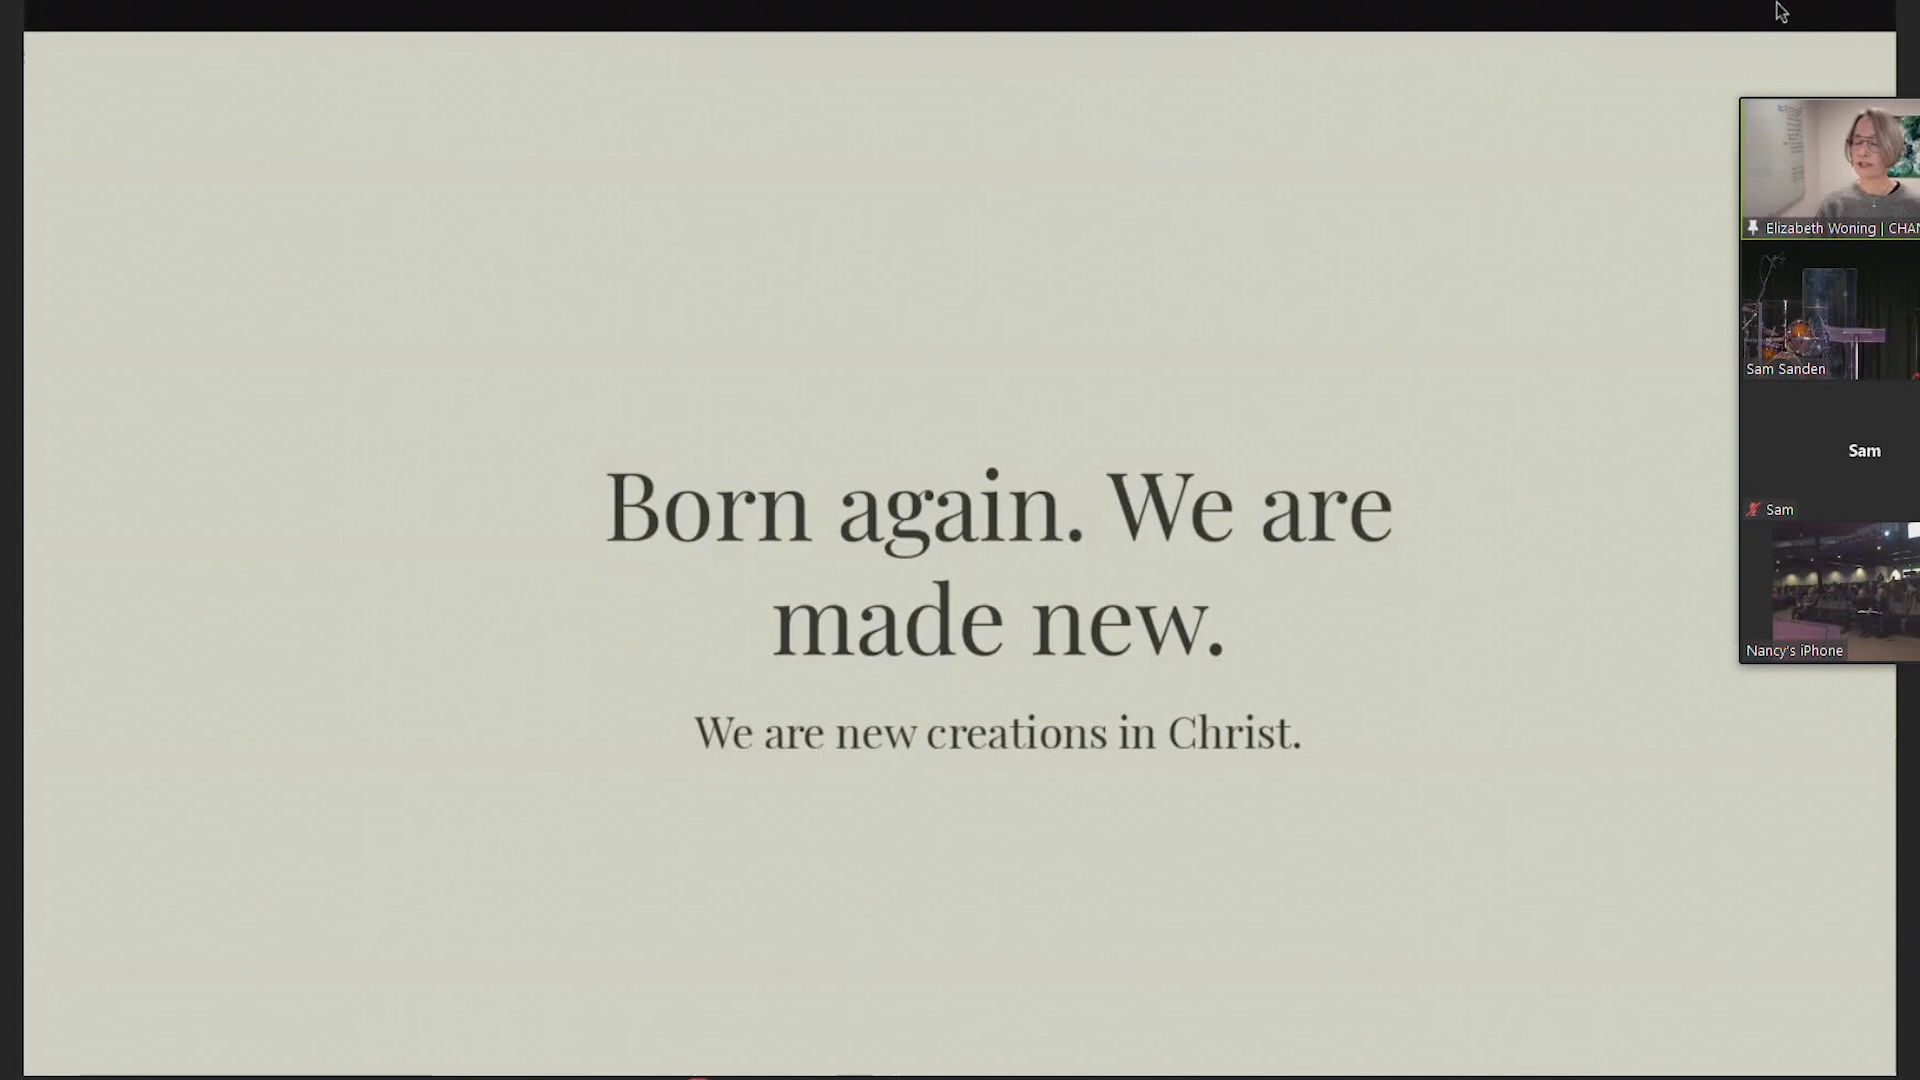 Born again. We are
made new.
We are new creations in Christ.
Elizabeth Woning | CHAN
Sam Sanden
Sam
Sam
Nancy's iPhone